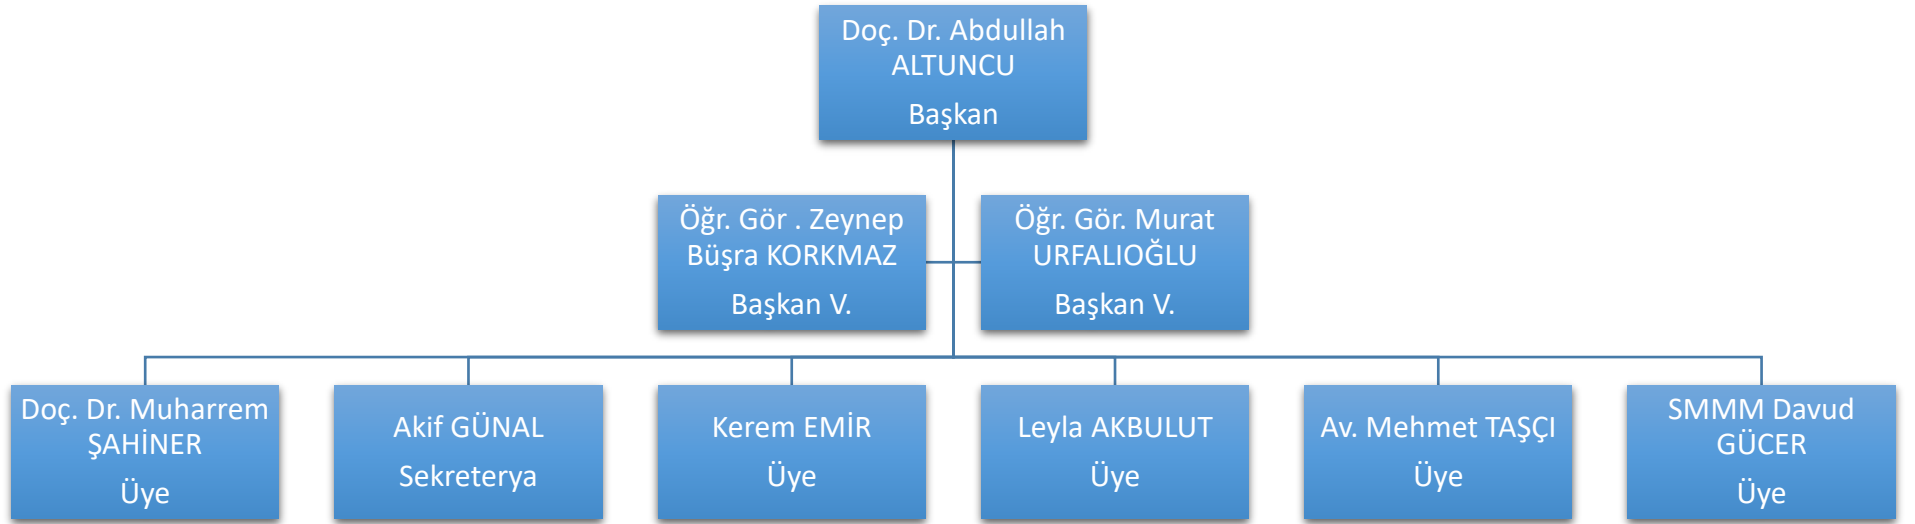 Doç. Dr. Abdullah
ALTUNCU
Başkan
Öğr. Gör . Zeynep
Büşra KORKMAZ
Başkan V.
Öğr. Gör. Murat
URFALIOĞLU
Başkan V.
Doç. Dr. Muharrem
ŞAHİNER
Üye
Akif GÜNAL
Sekreterya
Kerem EMİR
Üye
Leyla AKBULUT
Üye
Av. Mehmet TAŞÇI
Üye
SMMM Davud
GÜCER
Üye